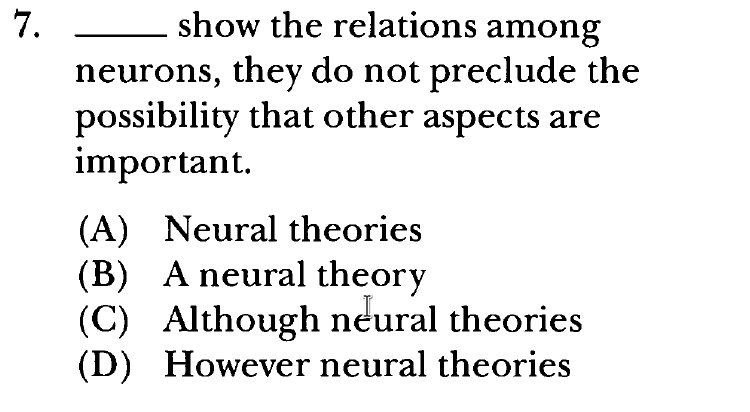 7. _____ show the relations among
neurons, they do not preclude the
possibility that other aspects are
important.
(A) Neural theories
(B) A neural theory
(C) Although neural theories
(D) However neural theories